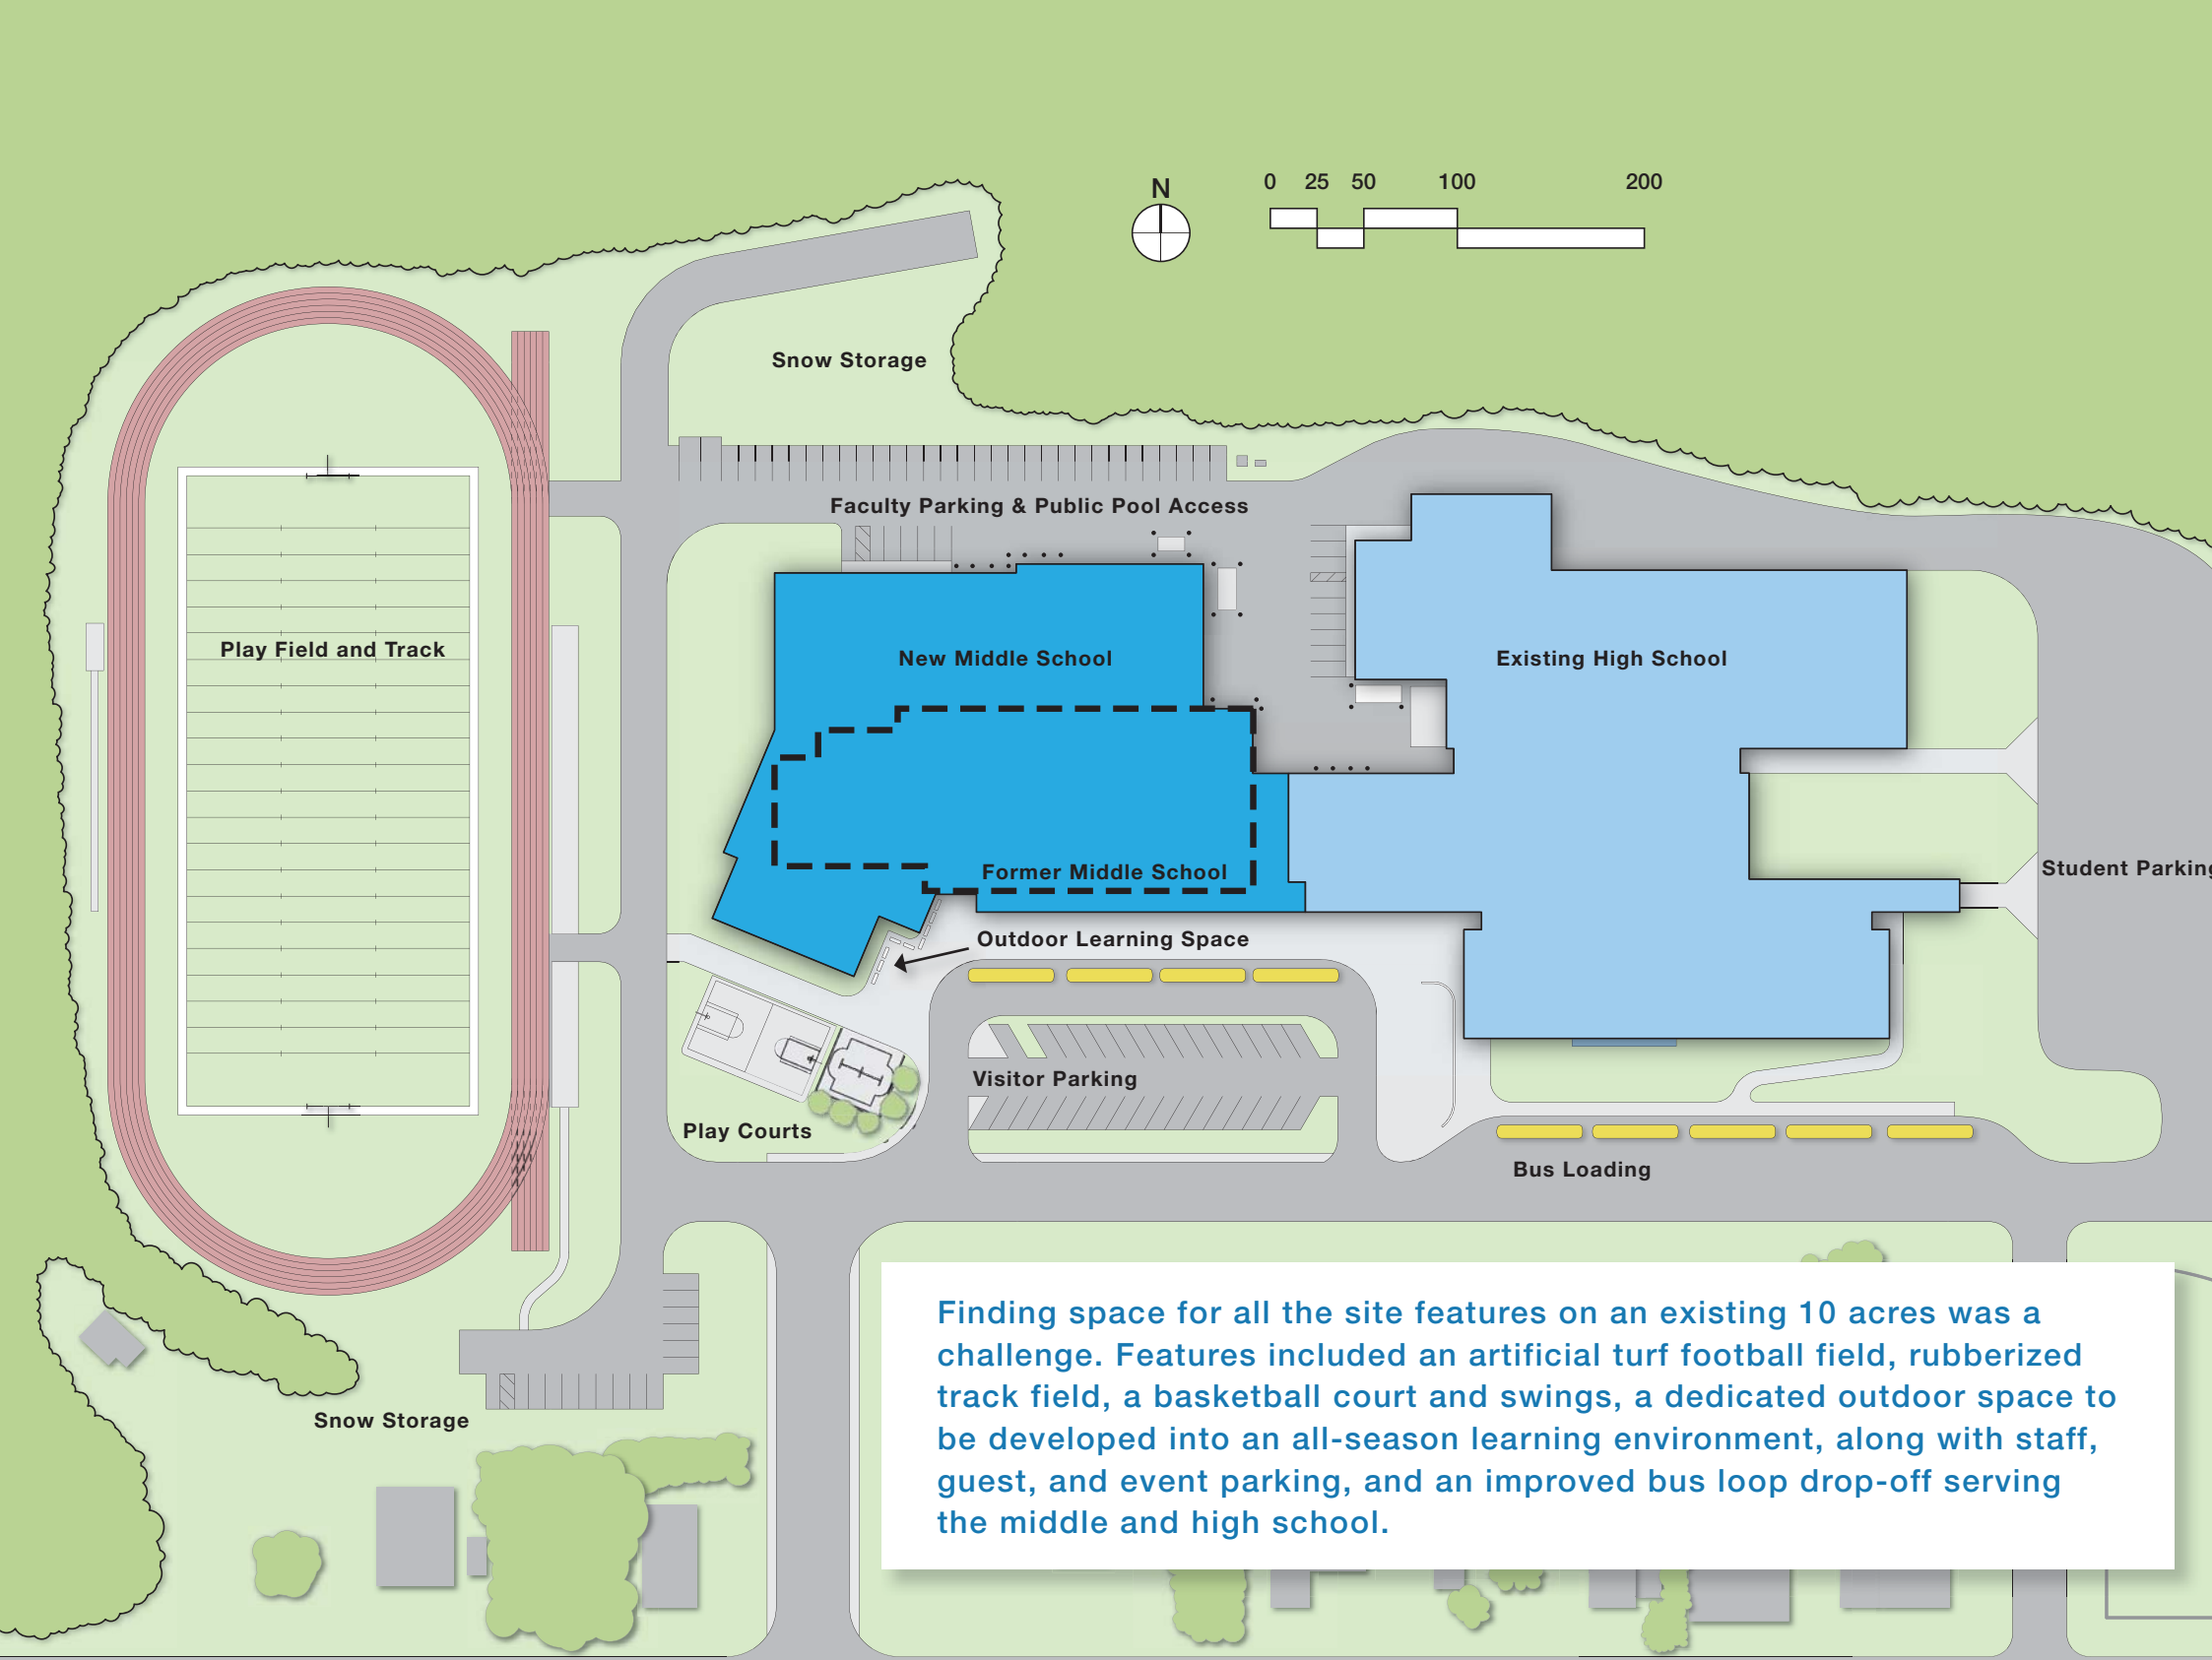 N
0 25 50 100 200
Snow Storage
Faculty Parking & Public Pool Access
Play Field and Track
New Middle School
Existing High School
Former Middle School
Student Parking
Outdoor Learning Space
Visitor Parking
Play Courts
Bus Loading
Snow Storage
Finding space for all the site features on an existing 10 acres was a
challenge. Features included an artificial turf football field, rubberized
track field, a basketball court and swings, a dedicated outdoor space to
be developed into an all-season learning environment, along with staff,
guest, and event parking, and an improved bus loop drop-off serving
the middle and high school.